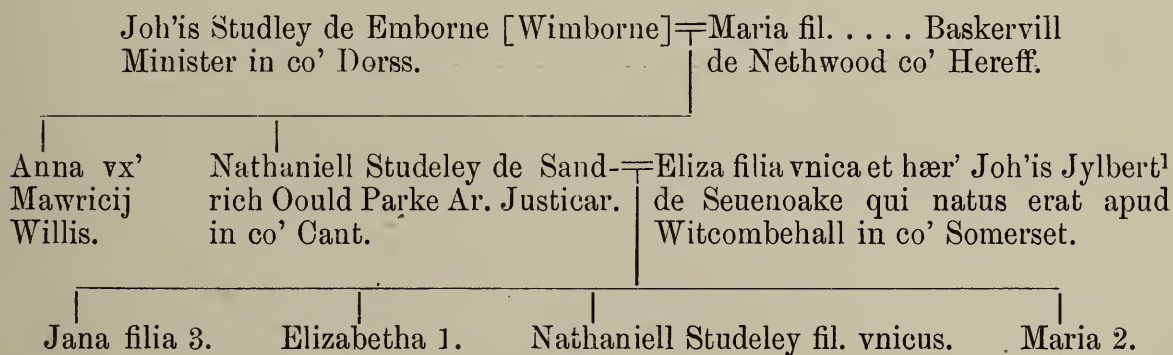 Joh'is Studley de Emborne [Wimborne]=Maria fil. . . . . . Baskervill
Minister in co' Dorss. de Nethwood co' Hereff.
Anna vx' Nathaniell Studeley de Sand-=Eliza filia vnica et hær' Joh'is Jylbert¹
Mawricij rich Oould Parke Ar. Justicar. de Seuenoake qui natus erat apud
Willis. in co' Cant. Witcombehall in co' Somerset.
Jana filia 3. Elizabetha 1. Nathaniell Studeley fil. vnicus. Maria 2.